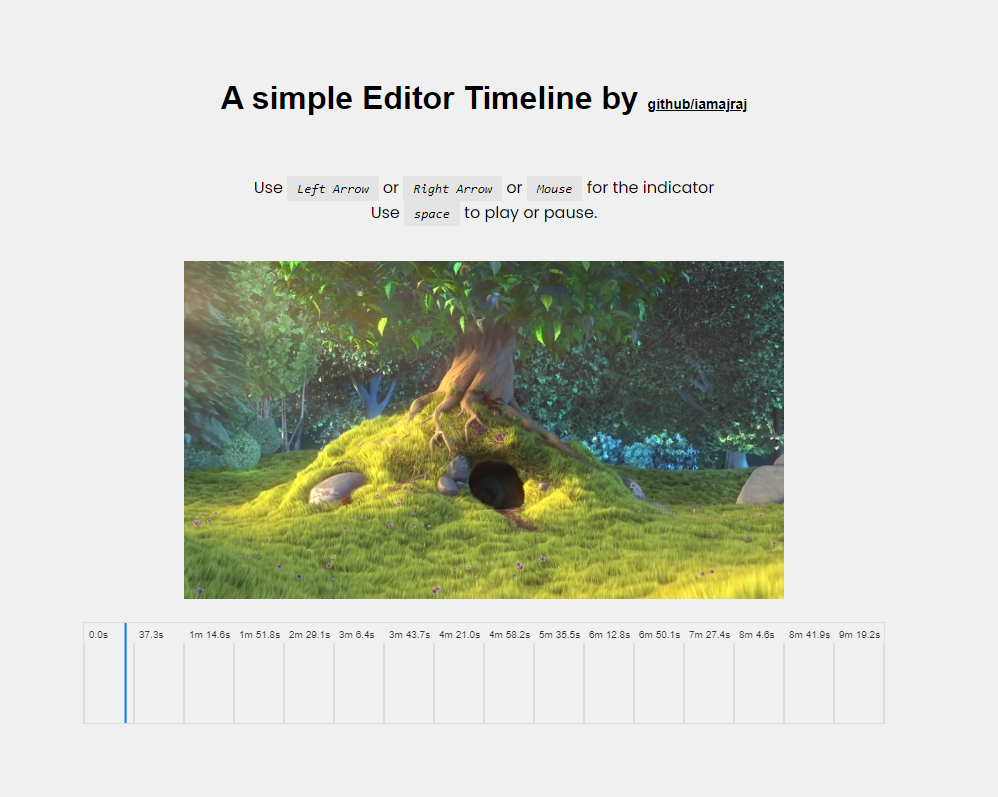 A simple Editor Timeline by github/iamajraj
Use Left Arrow or Right Arrow or Mouse for the indicator
Use space to play or pause.
0.0s 37.3s 1m 14.6s 1m 51.8s 2m 29.1s 3m 6.4s 3m 43.7s 4m 21.0s 4m 58.2s 5m 35.5s 6m 12.8s 6m 50.1s 7m 27.4s 8m 4.6s 8m 41.9s 9m 19.2s